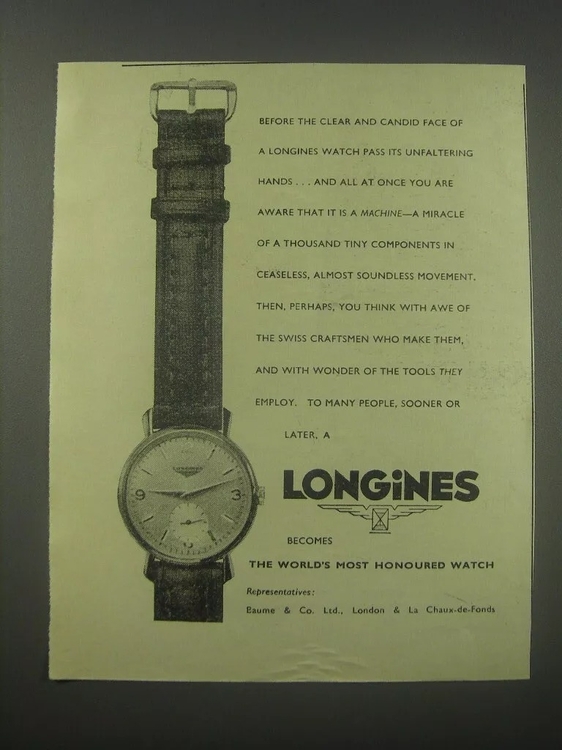 BEFORE THE CLEAR AND CANDID FACE OF
A LONGINES WATCH PASS ITS UNFALTERING
HANDS . . . AND ALL AT ONCE YOU ARE
AWARE THAT IT IS A MACHINE—A MIRACLE
OF A THOUSAND TINY COMPONENTS IN
CEASELESS, ALMOST SOUNDLESS MOVEMENT.
THEN, PERHAPS, YOU THINK WITH AWE OF
THE SWISS CRAFTSMEN WHO MAKE THEM,
AND WITH WONDER OF THE TOOLS THEY
EMPLOY. TO MANY PEOPLE, SOONER OR
LATER, A
LONGiNES
BECOMES
THE WORLD'S MOST HONOURED WATCH
Representatives:
Baume & Co. Ltd., London & La Chaux-de-Fonds
9 3